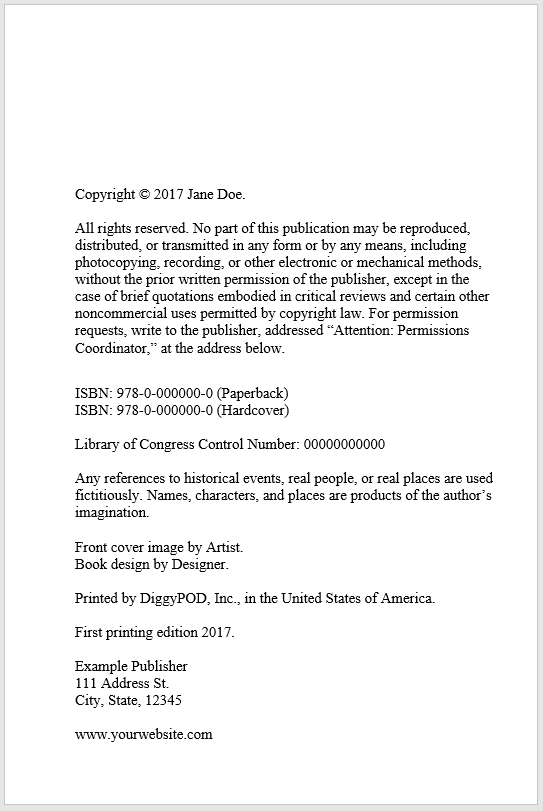 Copyright © 2017 Jane Doe.
All rights reserved. No part of this publication may be reproduced,
distributed, or transmitted in any form or by any means, including
photocopying, recording, or other electronic or mechanical methods,
without the prior written permission of the publisher, except in the
case of brief quotations embodied in critical reviews and certain other
noncommercial uses permitted by copyright law. For permission
requests, write to the publisher, addressed “Attention: Permissions
Coordinator,” at the address below.
ISBN: 978-0-000000-0 (Paperback)
ISBN: 978-0-000000-0 (Hardcover)
Library of Congress Control Number: 00000000000
Any references to historical events, real people, or real places are used
fictitiously. Names, characters, and places are products of the author’s
imagination.
Front cover image by Artist.
Book design by Designer.
Printed by DiggyPOD, Inc., in the United States of America.
First printing edition 2017.
Example Publisher
111 Address St.
City, State, 12345
www.yourwebsite.com